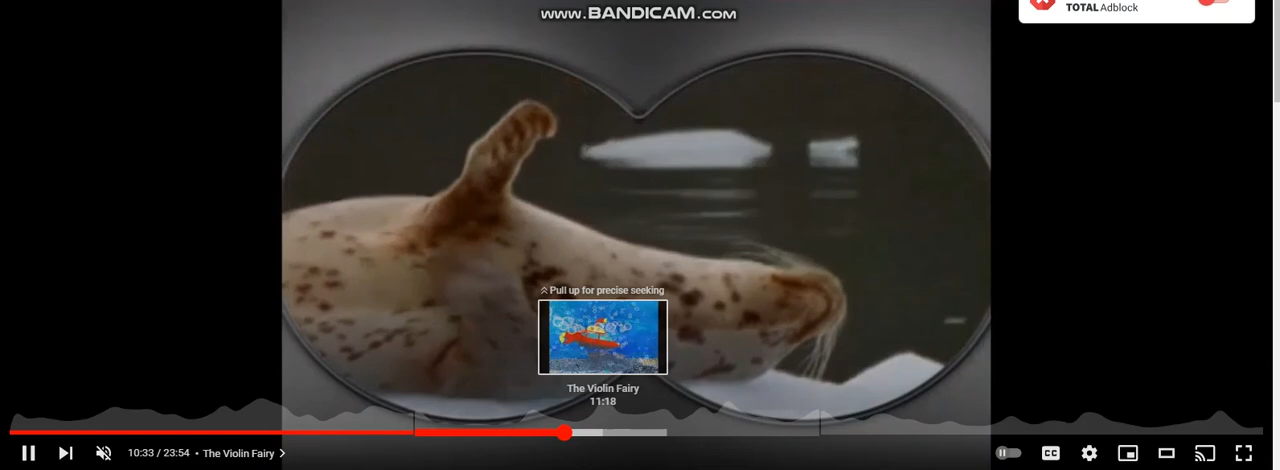 www.BANDICAM.com
TOTAL Adblock
Pull up for precise seeking
The Violin Fairy
11:18
10:33 / 23:54 • The Violin Fairy
CC